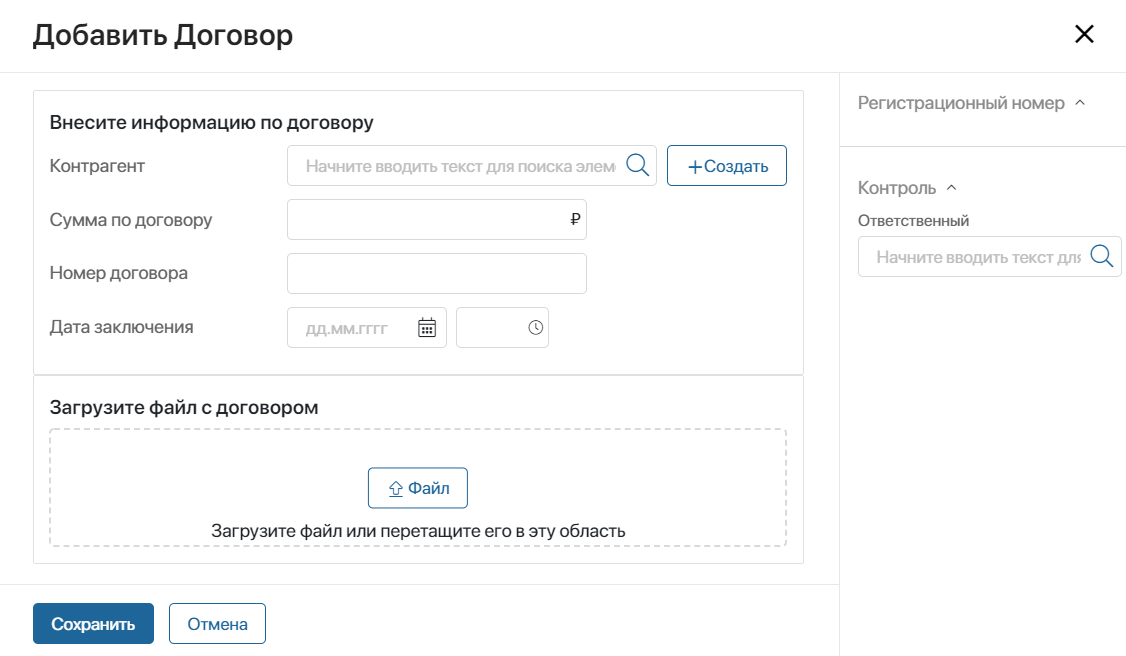 Добавить Договор
Внесите информацию по договору
Контрагент
Начните вводить текст для поиска элем
+Создать
Сумма по договору
₽
Номер договора
Дата заключения
дд.мм.гггг
Загрузите файл с договором
Файл
Загрузите файл или перетащите его в эту область
Сохранить
Отмена
Регистрационный номер
Контроль
Ответственный
Начните вводить текст для